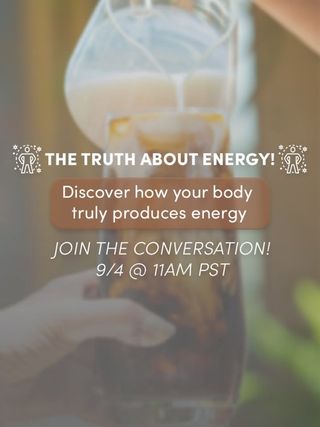 THE TRUTH ABOUT ENERGY!
Discover how your body
truly produces energy
JOIN THE CONVERSATION!
9/4 @ 11AM PST